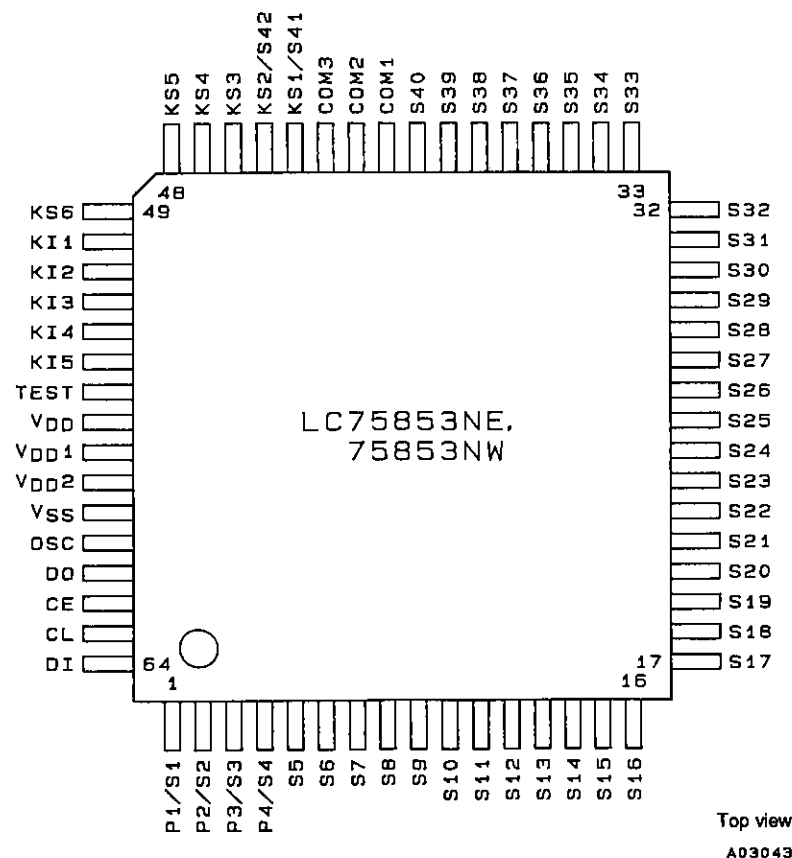 KS5
KS4
KS3
KS2/S42
KS1/S41
COM3
COM2
COM1
S40
S39
S38
S37
S36
S35
S34
S33
48
33
KS6
49
32
S32
KI1
S31
KI2
S30
KI3
S29
KI4
S28
KI5
S27
TEST
S26
VDD
S25
VDD1
S24
VDD2
S23
VSS
S22
OSC
S21
DO
S20
CE
S19
CL
S18
DI
64
17
S17
1
16
LC75853NE,
75853NW
P1/S1
P2/S2
P3/S3
P4/S4
S5
S6
S7
S8
S9
S10
S11
S12
S13
S14
S15
S16
Top view
A03043